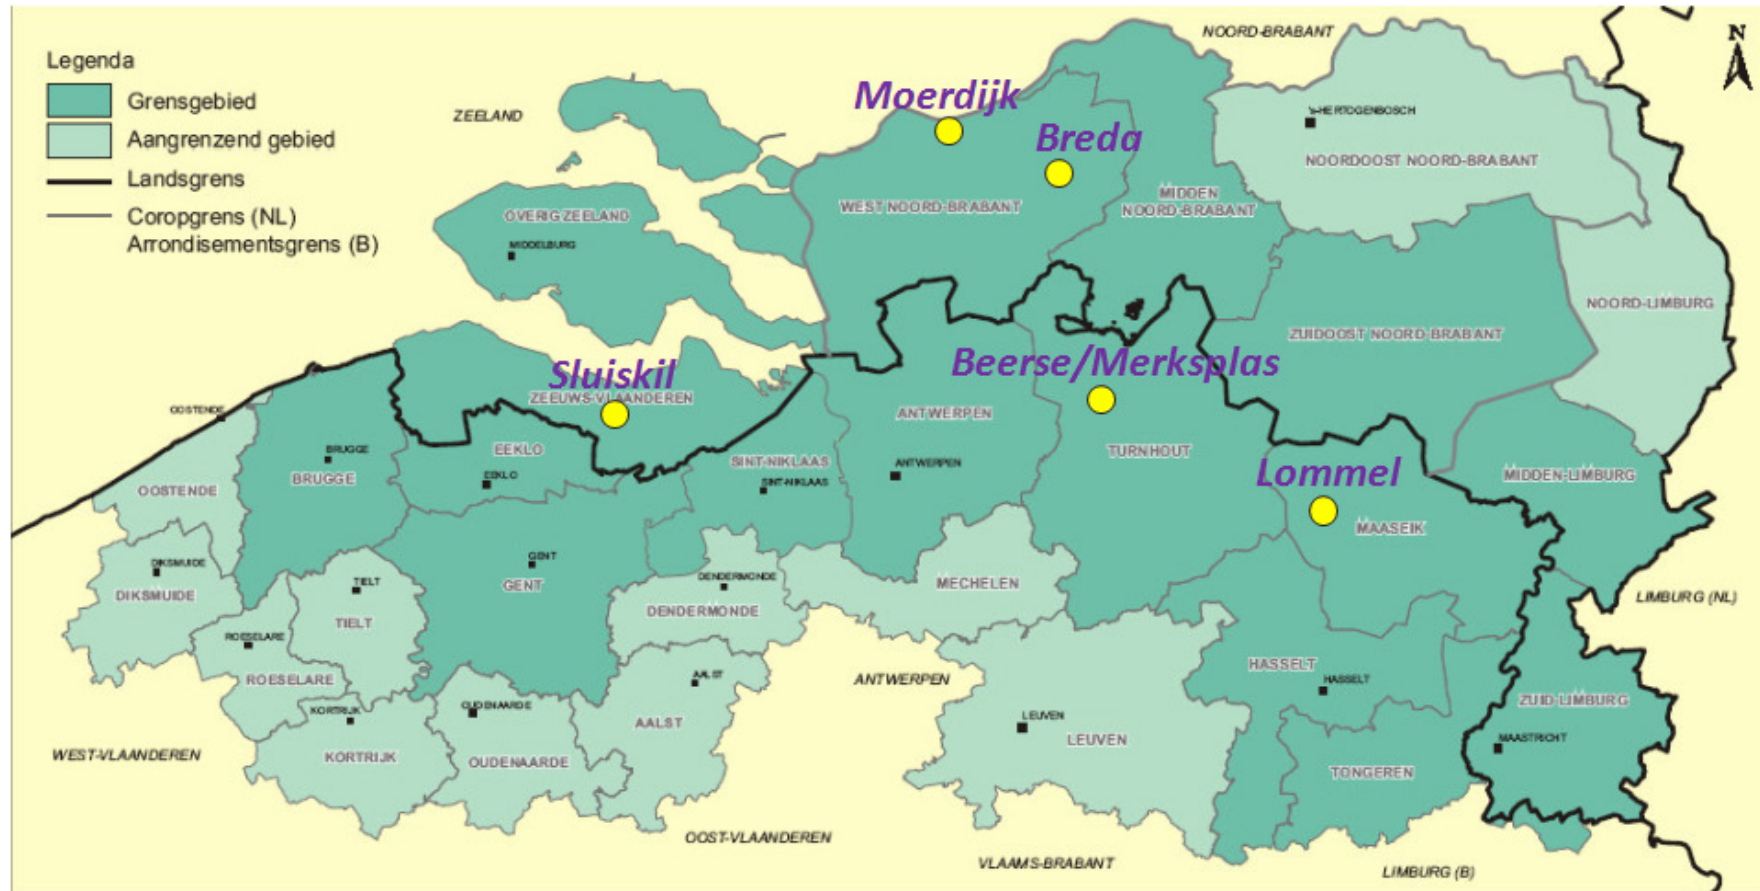 Legenda
Grensgebied
Aangrenzend gebied
Landsgrens
Coropgrens (NL)
Arrondisementsgrens (B)
NOORD-BRABANT
N
ZEELAND
Moerdijk
Breda
'S-HERTOGENBOSCH
NOORDOOST NOORD-BRABANT
WEST NOORD-BRABANT
MIDDEN
NOORD-BRABANT
OVERIG ZEELAND
MIDDELBURG
NOORD-LIMBURG
ZUIDOOST NOORD-BRABANT
Sluiskil
ZEEUWS-VLAANDEREN
Beerse/Merksplas
OOSTENDE
ANTWERPEN
BRUGGE
EEKLO
TURNHOUT
SINT-NIKLAAS
ANTWERPEN
Lommel
MIDDEN-LIMBURG
BRUGGE
EEKLO
SINT-NIKLAAS
OOSTENDE
MAASEIK
DIKSMUIDE
GENT
DIKSMUIDE
TIELT
GENT
DENDERMONDE
MECHELEN
LIMBURG (NL)
DENDERMONDE
TIELT
ROESELARE
ROESELARE
AALST
ANTWERPEN
HASSELT
HASSELT
ZUID-LIMBURG
KORTRIJK
OUDENAARDE
AALST
LEUVEN
LEUVEN
MAASTRICHT
WEST-VLAANDEREN
KORTRIJK
OUDENAARDE
TONGEREN
OOST-VLAANDEREN
VLAAMS-BRABANT
LIMBURG (B)